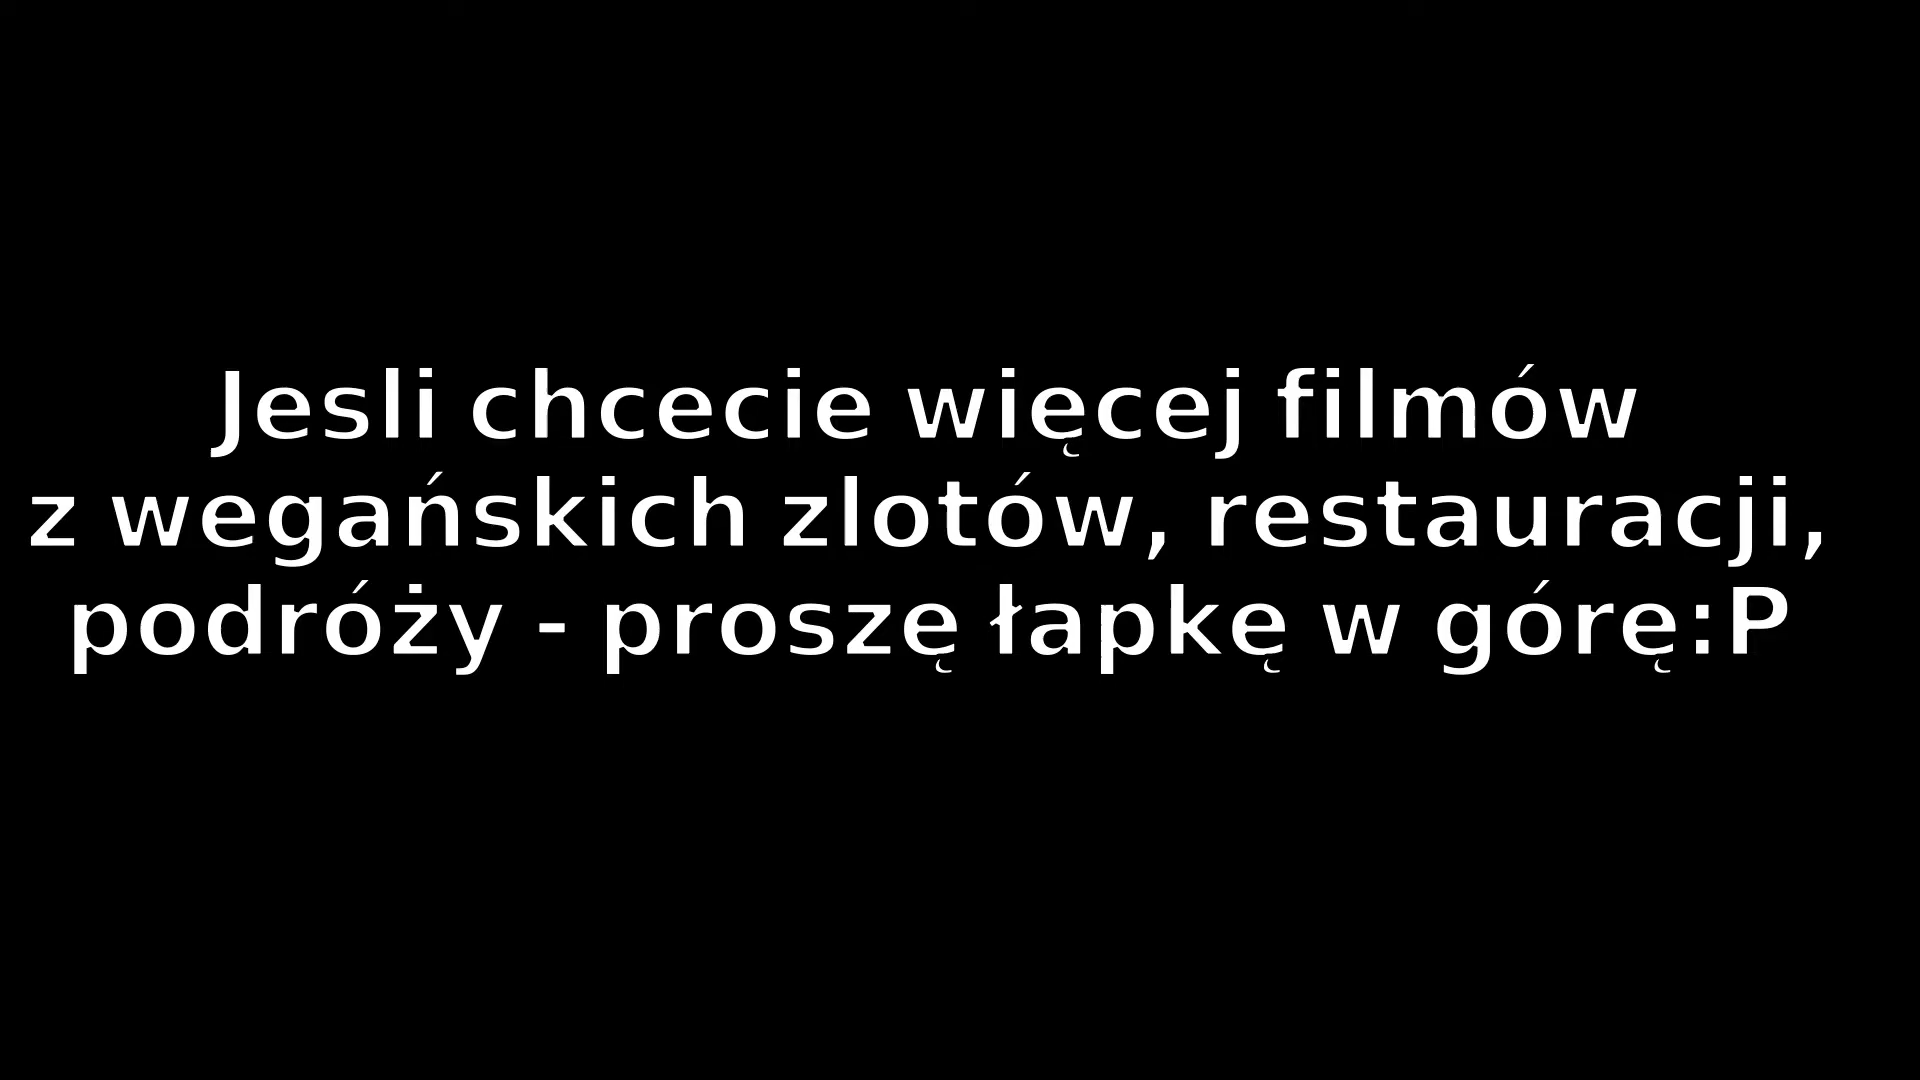 Jesli chcecie więcej filmów
z wegańskich zlotów, restauracji,
podróży - proszę łapkę w górę:P